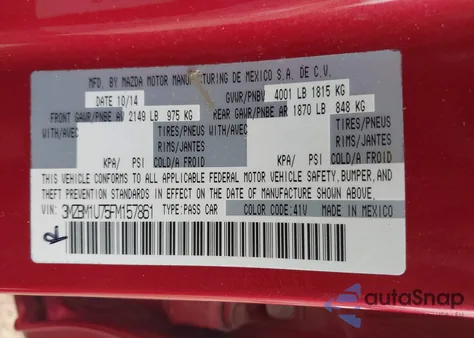 MFD. BY MAZDA MOTOR MANUFACTURING DE MEXICO S.A. DE C.V.
DATE 10/14 GVWR/PNBV 4001 LB 1815 KG
FRONT GAWR/PNBE AV 2149 LB 975 KG REAR GAWR/PNBE AR 1870 LB 848 KG
WITH/AVEC TIRES/PNEUS WITH/AVEC TIRES/PNEUS
RIMS/JANTES RIMS/JANTES
KPA/ PSI COLD/A FROID KPA/ PSI COLD/A FROID
THIS VEHICLE CONFORMS TO ALL APPLICABLE FEDERAL MOTOR VEHICLE SAFETY, BUMPER, AND
THEFT PREVENTION STANDARDS IN EFFECT ON THE DATE OF MANUFACTURE SHOWN ABOVE.
VIN: 3MZBM1U75FM157861 TYPE:PASS CAR COLOR CODE:41V MADE IN MEXICO
autoSnap